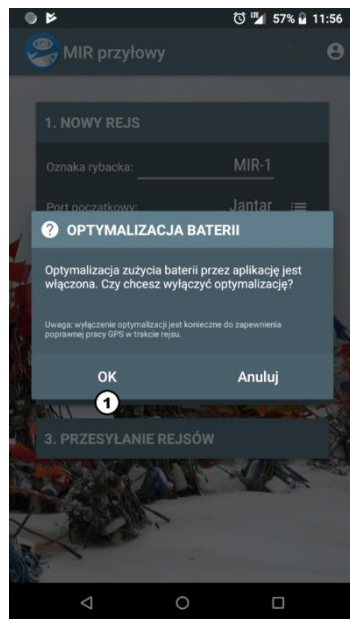 57% 11:56
MIR przyłowy
1. NOWY REJS
Oznaka rybacka: MIR-1
Port początkowy: Jantar
OPTYMALIZACJA BATERII
Optymalizacja zużycia baterii przez aplikację jest
włączona. Czy chcesz wyłączyć optymalizację?
Uwaga: wyłączenie optymalizacji jest konieczne do zapewnienia
poprawnej pracy GPS w trakcie rejsu.
OK Anuluj
1
3. PRZESYŁANIE REJSÓW